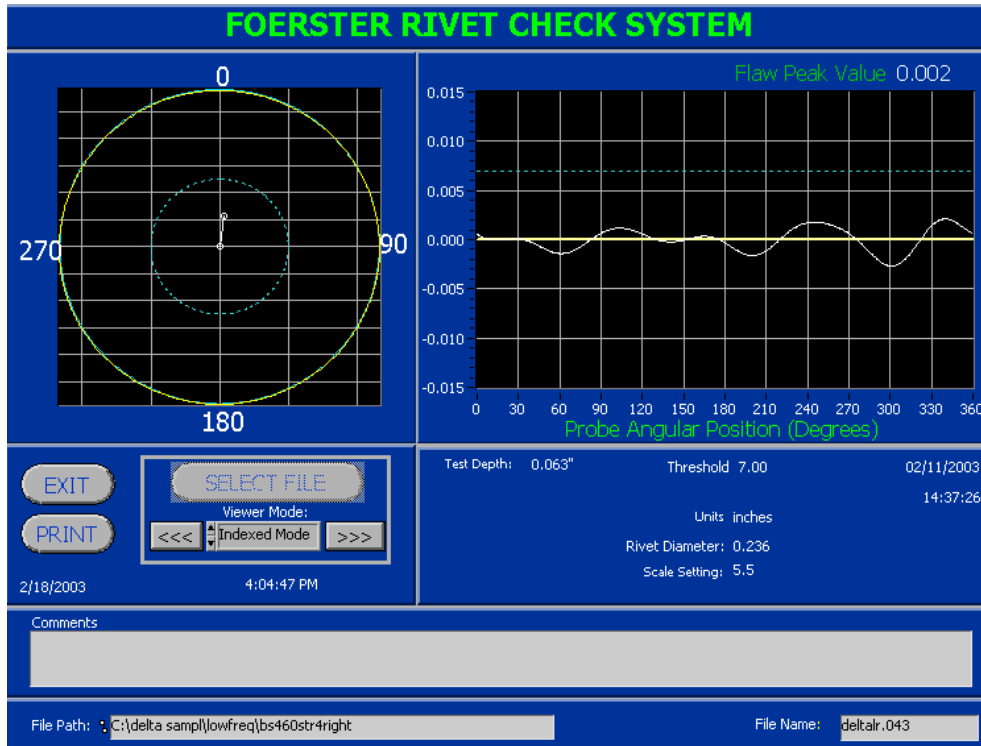 FOERSTER RIVET CHECK SYSTEM
0
270
90
180
Flaw Peak Value 0.002
0.015
0.010
0.005
0.000
-0.005
-0.010
-0.015
0 30 60 90 120 150 180 210 240 270 300 330 360
Probe Angular Position (Degrees)
EXIT
PRINT
SELECT FILE
Viewer Mode:
<<< Indexed Mode >>>
2/18/2003 4:04:47 PM
Test Depth: 0.063" Threshold 7.00 02/11/2003
14:37:26
Units inches
Rivet Diameter: 0.236
Scale Setting: 5.5
Comments
File Path: C:\delta sampl\lowfreq\bs460str4right File Name: deltalr.043